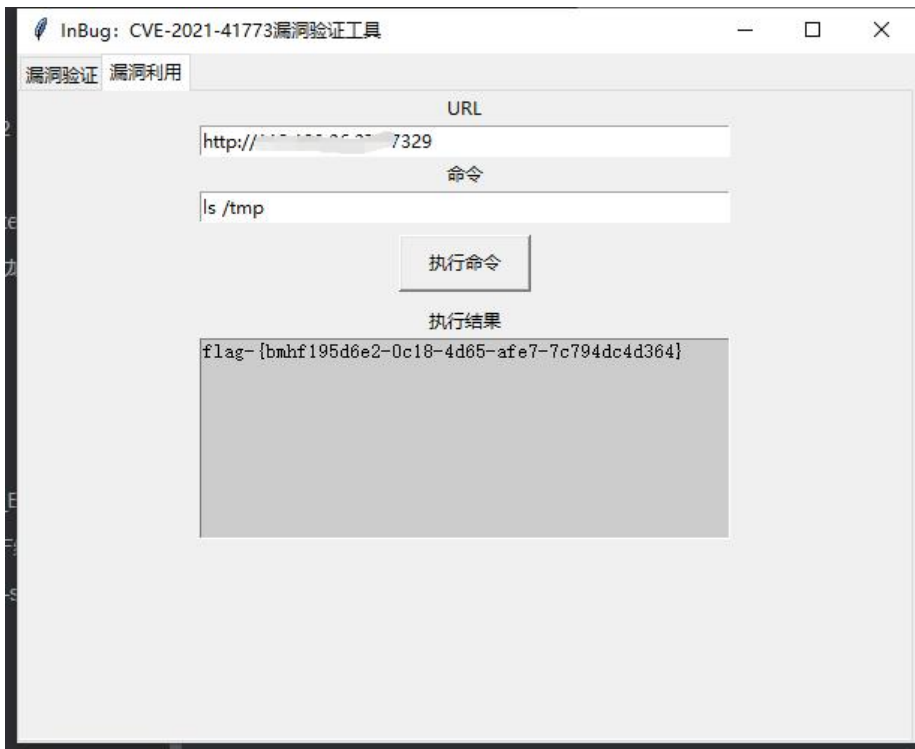 InBug：CVE-2021-41773漏洞验证工具
漏洞验证 漏洞利用
URL
http:// 7329
命令
ls /tmp
执行命令
执行结果
flag-{bmhf195d6e2-0c18-4d65-afe7-7c794dc4d364}